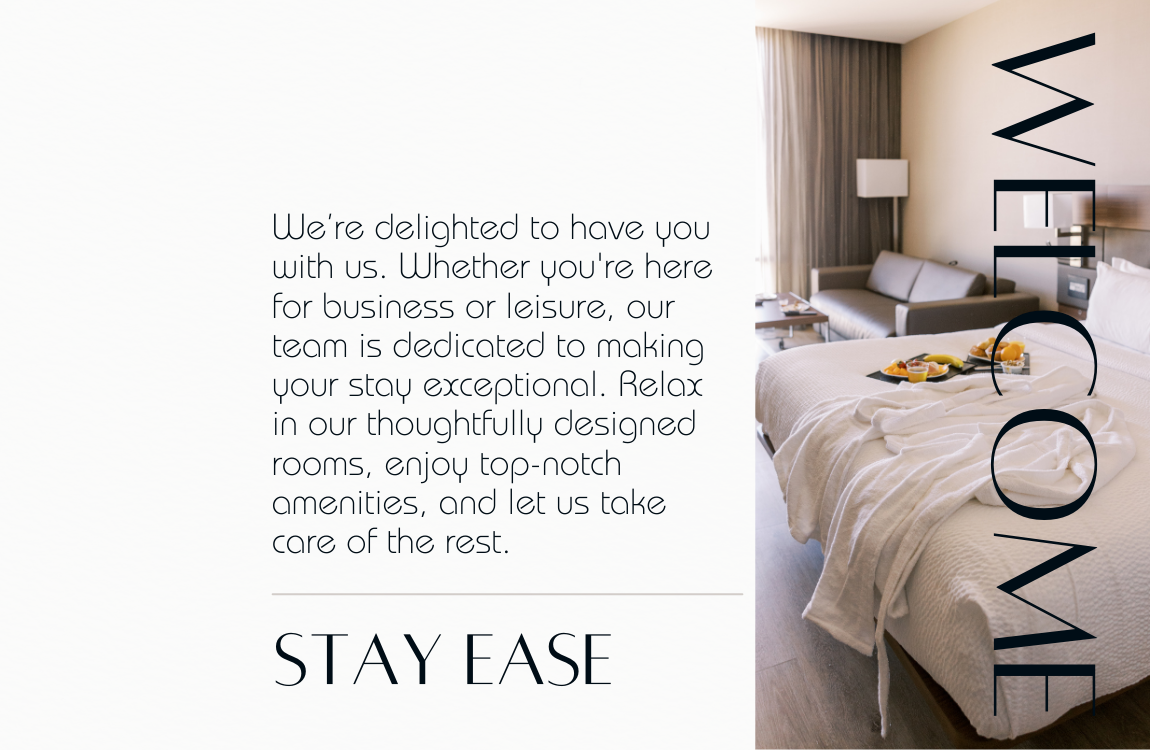 We’re delighted to have you
with us. Whether you're here
for business or leisure, our
team is dedicated to making
your stay exceptional. Relax
in our thoughtfully designed
rooms, enjoy top-notch
amenities, and let us take
care of the rest.
STAY EASE
WELCOME